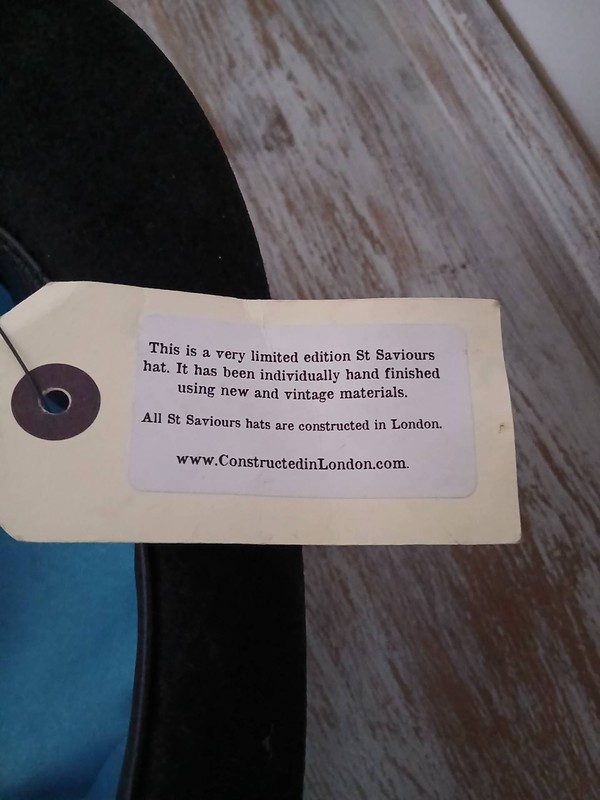 This is a very limited edition St Saviours
hat. It has been individually hand finished
using new and vintage materials.
All St Saviours hats are constructed in London.
www.ConstructedinLondon.com.